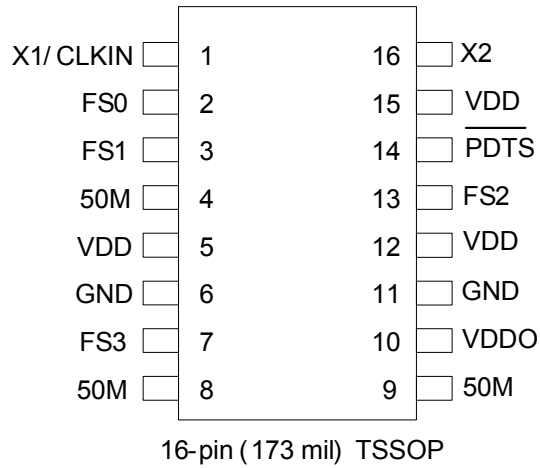 X1/ CLKIN 1 16 X2
FS0 2 15 VDD
FS1 3 14 PDTS
50M 4 13 FS2
VDD 5 12 VDD
GND 6 11 GND
FS3 7 10 VDDO
50M 8 9 50M
16-pin ( 173 mil) TSSOP